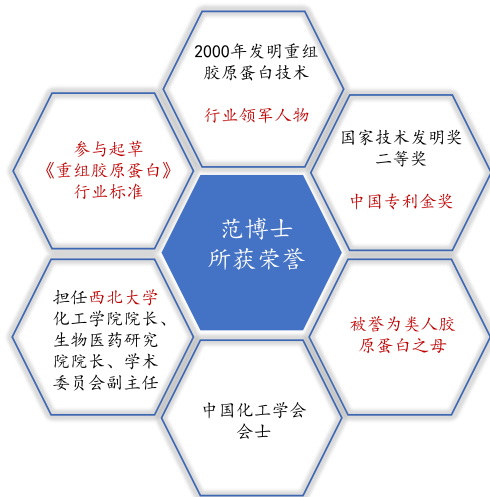 2000年发明重组
胶原蛋白技术
行业领军人物
国家技术发明奖
二等奖
中国专利金奖
被誉为类人胶
原蛋白之母
中国化工学会
会士
担任西北大学
化工学院院长、
生物医药研究
院院长、学术
委员会副主任
参与起草
《重组胶原蛋白》
行业标准
范博士
所获荣誉